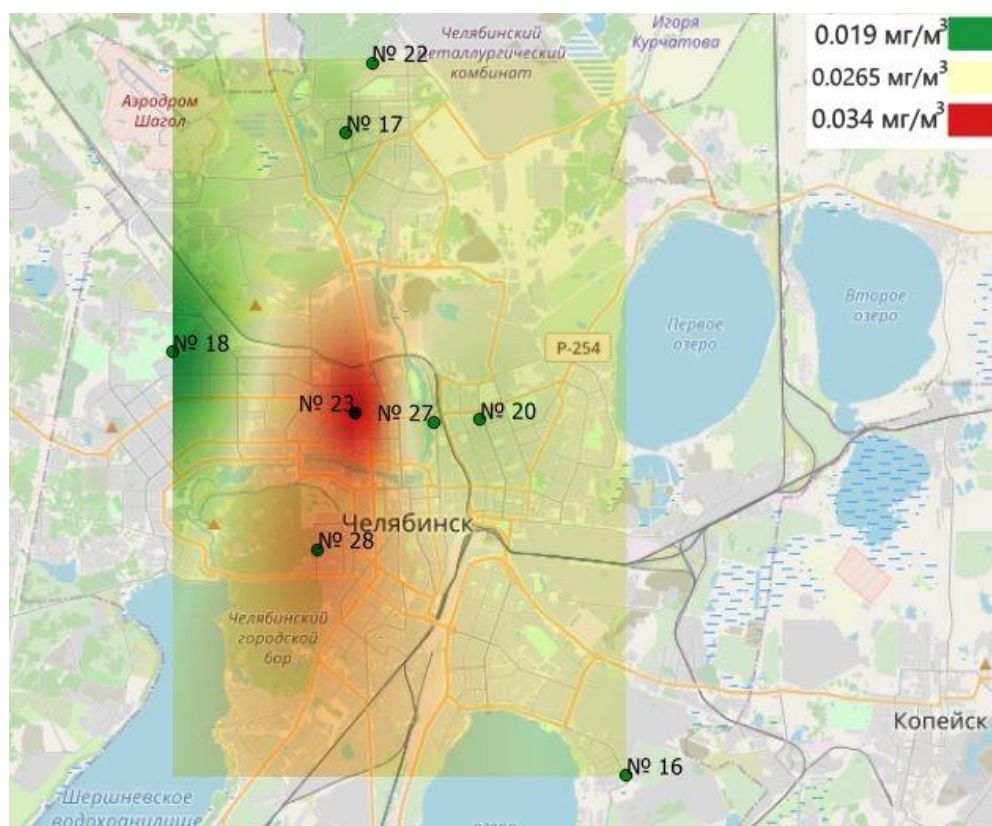 Челябинский
металлургический
комбинат
Игоря
Курчатова
0.019 мг/м³
0.0265 мг/м³
0.034 мг/м³
№ 22
Аэродром
Шагол
№ 17
№ 18
Первое
озеро
Второе
озеро
Р-254
№ 23
№ 27
№ 20
Челябинск
№ 28
Челябинский
городской
бор
Копейск
№ 16
Шершневское
водохранилище
озеро